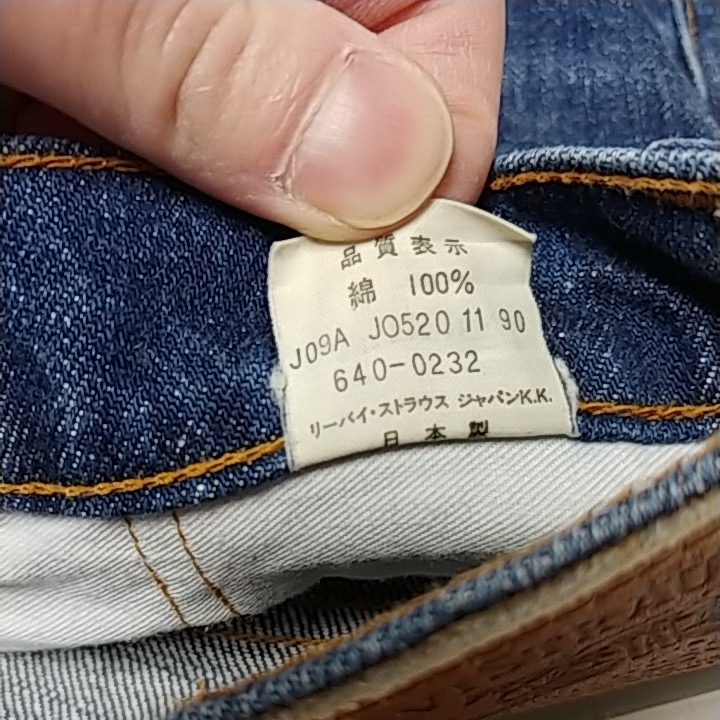 品質表示
綿 100%
J09A J0520 11 90
640-0232
リーバイ・ストラウス ジャパンK.K.
日本製